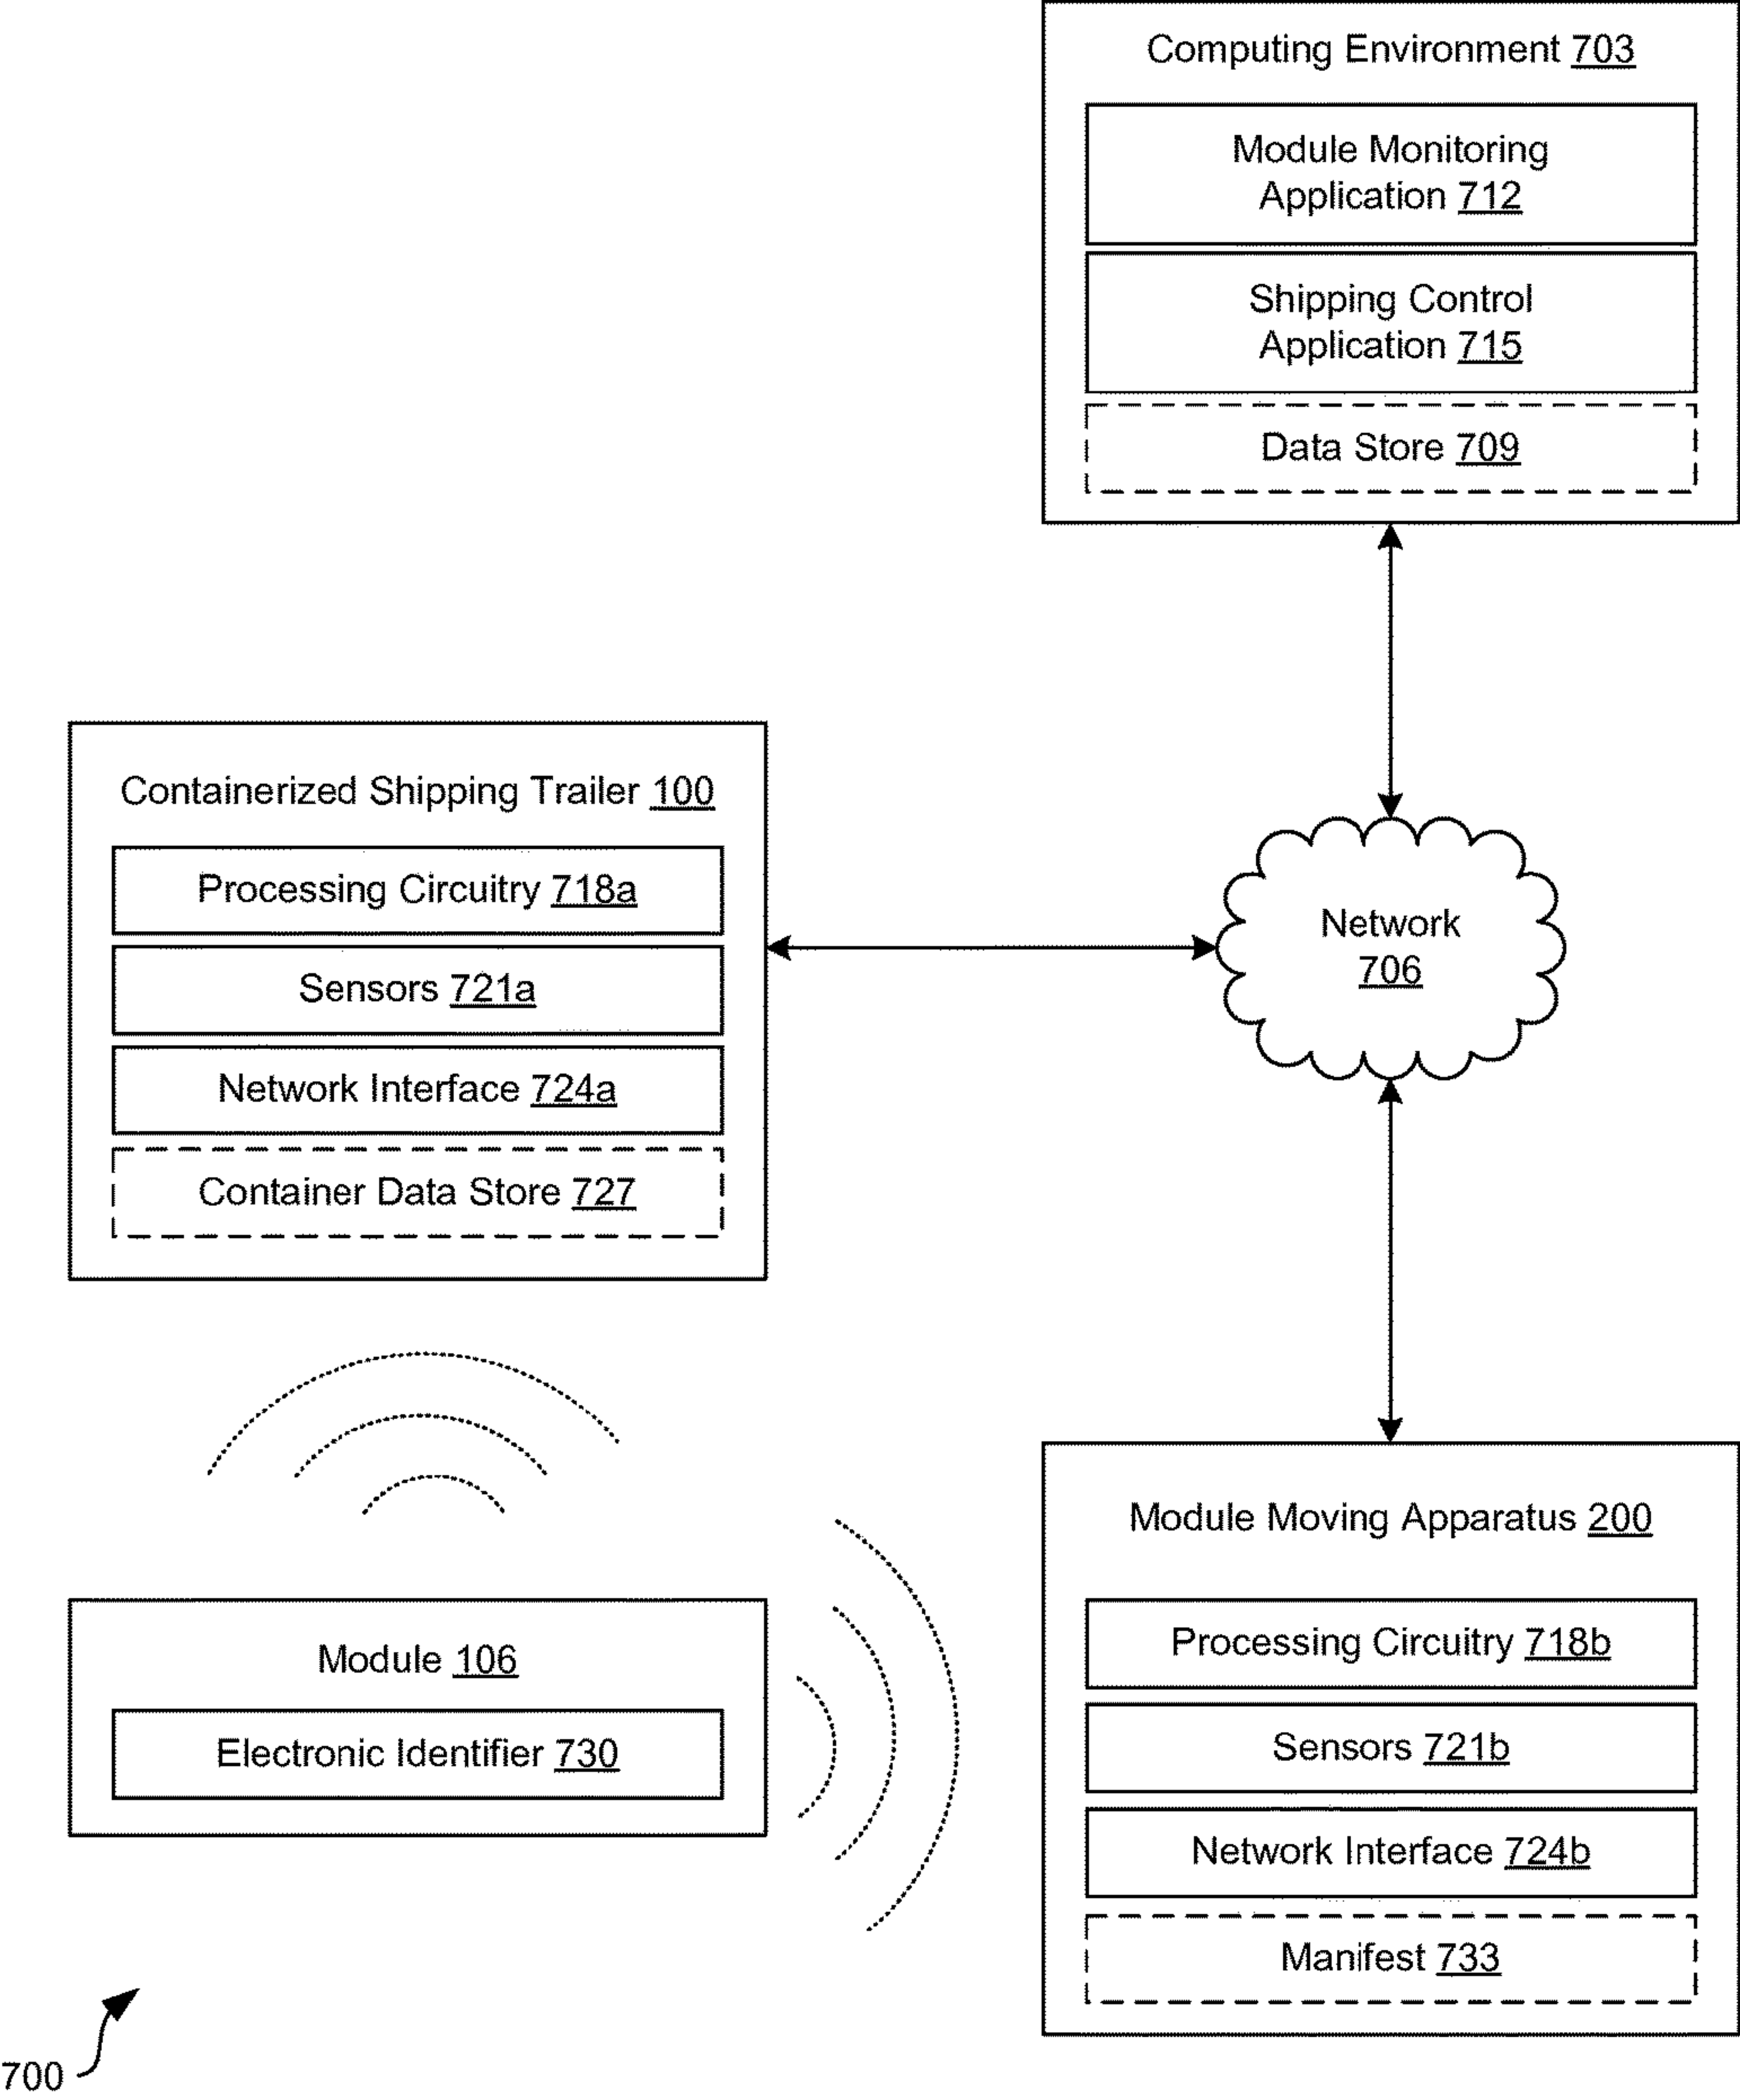 Computing Environment 703
Module Monitoring
Application 712
Shipping Control
Application 715
Data Store 709
Containerized Shipping Trailer 100
Processing Circuitry 718a
Sensors 721a
Network Interface 724a
Container Data Store 727
Network
706
Module 106
Electronic Identifier 730
Module Moving Apparatus 200
Processing Circuitry 718b
Sensors 721b
Network Interface 724b
Manifest 733
700